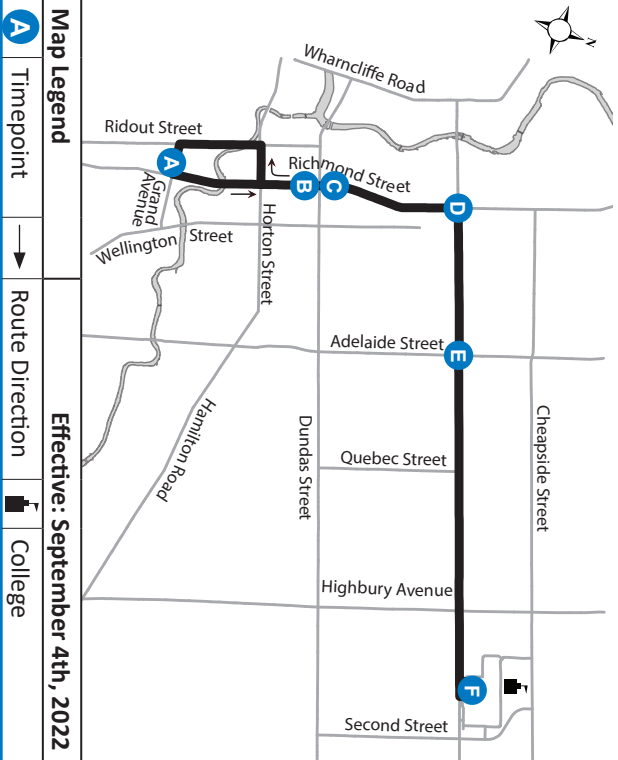 N
Wharncliffe Road
Ridout Street
Richmond Street
A
B
C
D
Grand
Avenue
Wellington Street
Horton Street
Adelaide Street
E
Hamilton Road
Dundas Street
Quebec Street
Cheapside Street
Highbury Avenue
F
Second Street
Map Legend
Effective: September 4th, 2022
A Timepoint
Route Direction
College